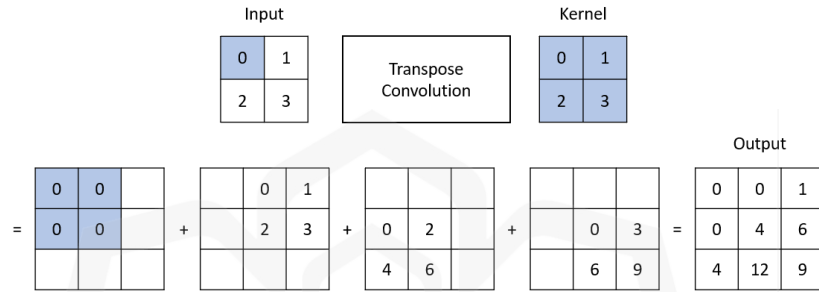 Input Kernel
0 1 Transpose Convolution 0 1
2 3 2 3
Output
0 0 0 1 0 0 1
= 0 0 + 2 3 + 0 2 + 0 3 = 0 4 6
4 6 6 9 4 12 9